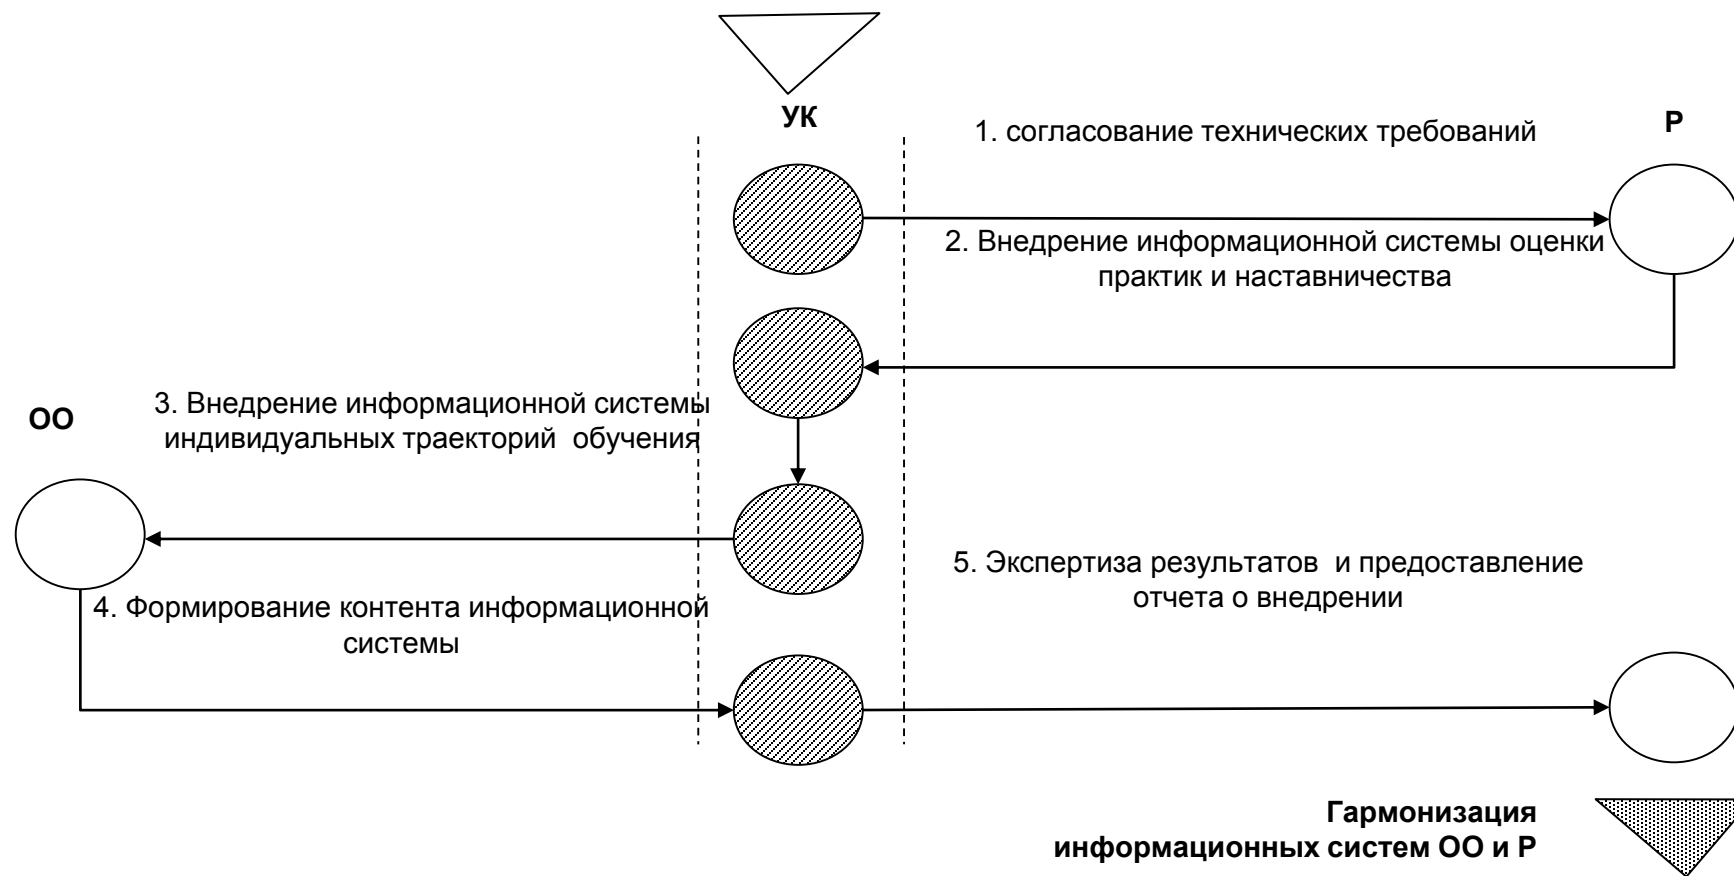 УК
1. согласование технических требований
Р
2. Внедрение информационной системы оценки
практик и наставничества
3. Внедрение информационной системы
индивидуальных траекторий обучения
ОО
4. Формирование контента информационной
системы
5. Экспертиза результатов и предоставление
отчета о внедрении
Гармонизация
информационных систем ОО и Р